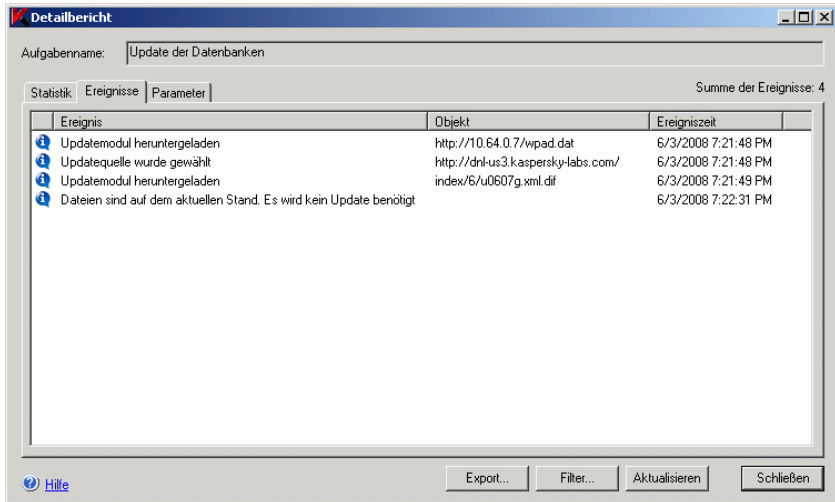 Detailbericht
Aufgabenname: Update der Datenbanken
Statistik Ereignisse Parameter Summe der Ereignisse: 4
Ereignis Objekt Ereigniszeit
Updatemodul heruntergeladen http://10.64.0.7/wpad.dat 6/3/2008 7:21:48 PM
Updatequelle wurde gewählt http://dnl-us3.kaspersky-labs.com/ 6/3/2008 7:21:48 PM
Updatemodul heruntergeladen index/6/u0607g.xml.dif 6/3/2008 7:21:49 PM
Dateien sind auf dem aktuellen Stand. Es wird kein Update benötigt 6/3/2008 7:22:31 PM
Hilfe Export... Filter... Aktualisieren Schließen